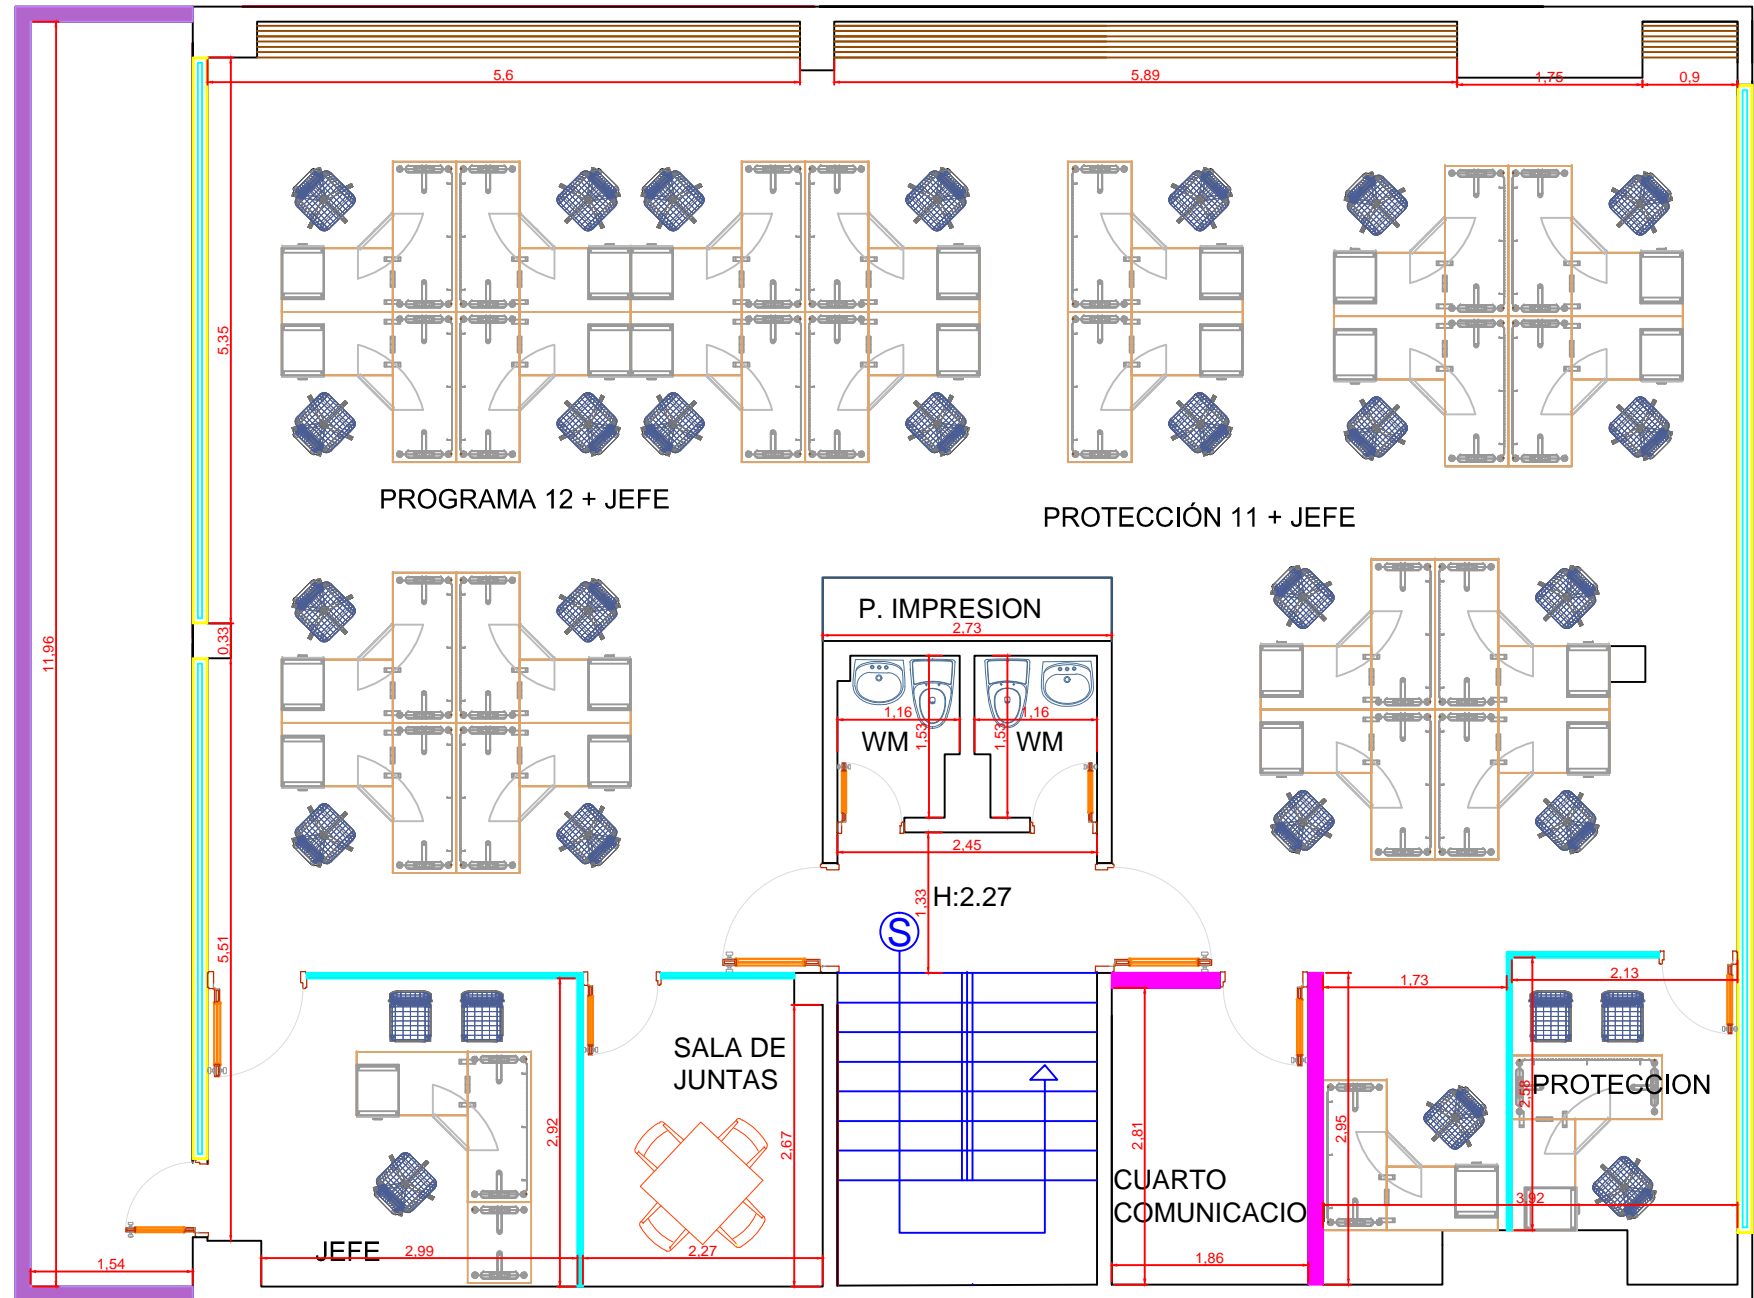 5,6
5,89
1,75
0,9
5,35
PROGRAMA 12 + JEFE
PROTECCIÓN 11 + JEFE
11,96
0,33
P. IMPRESION
2,73
1,16
1,16
1,53
1,53
WM
WM
2,45
1,33
H:2.27
S
5,51
1,73
2,13
SALA DE
JUNTAS
PROTECCION
2,92
2,67
2,81
2,95
2,58
CUARTO
COMUNICACIO
3,92
JEFE
2,99
2,27
1,86
1,54